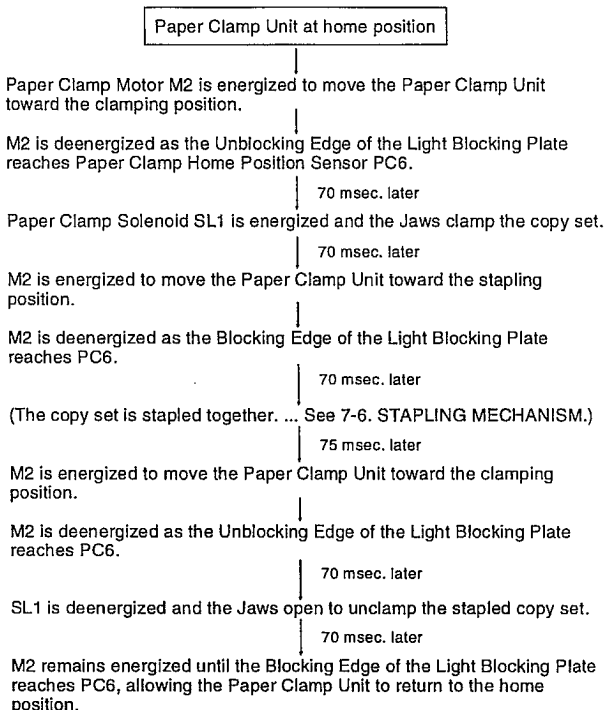 Paper Clamp Unit at home position
Paper Clamp Motor M2 is energized to move the Paper Clamp Unit
toward the clamping position.
M2 is deenergized as the Unblocking Edge of the Light Blocking Plate
reaches Paper Clamp Home Position Sensor PC6.
70 msec. later
Paper Clamp Solenoid SL1 is energized and the Jaws clamp the copy set.
70 msec. later
M2 is energized to move the Paper Clamp Unit toward the stapling
position.
M2 is deenergized as the Blocking Edge of the Light Blocking Plate
reaches PC6.
70 msec. later
(The copy set is stapled together. ... See 7-6. STAPLING MECHANISM.)
75 msec. later
M2 is energized to move the Paper Clamp Unit toward the clamping
position.
M2 is deenergized as the Unblocking Edge of the Light Blocking Plate
reaches PC6.
70 msec. later
SL1 is deenergized and the Jaws open to unclamp the stapled copy set.
70 msec. later
M2 remains energized until the Blocking Edge of the Light Blocking Plate
reaches PC6, allowing the Paper Clamp Unit to return to the home
position.